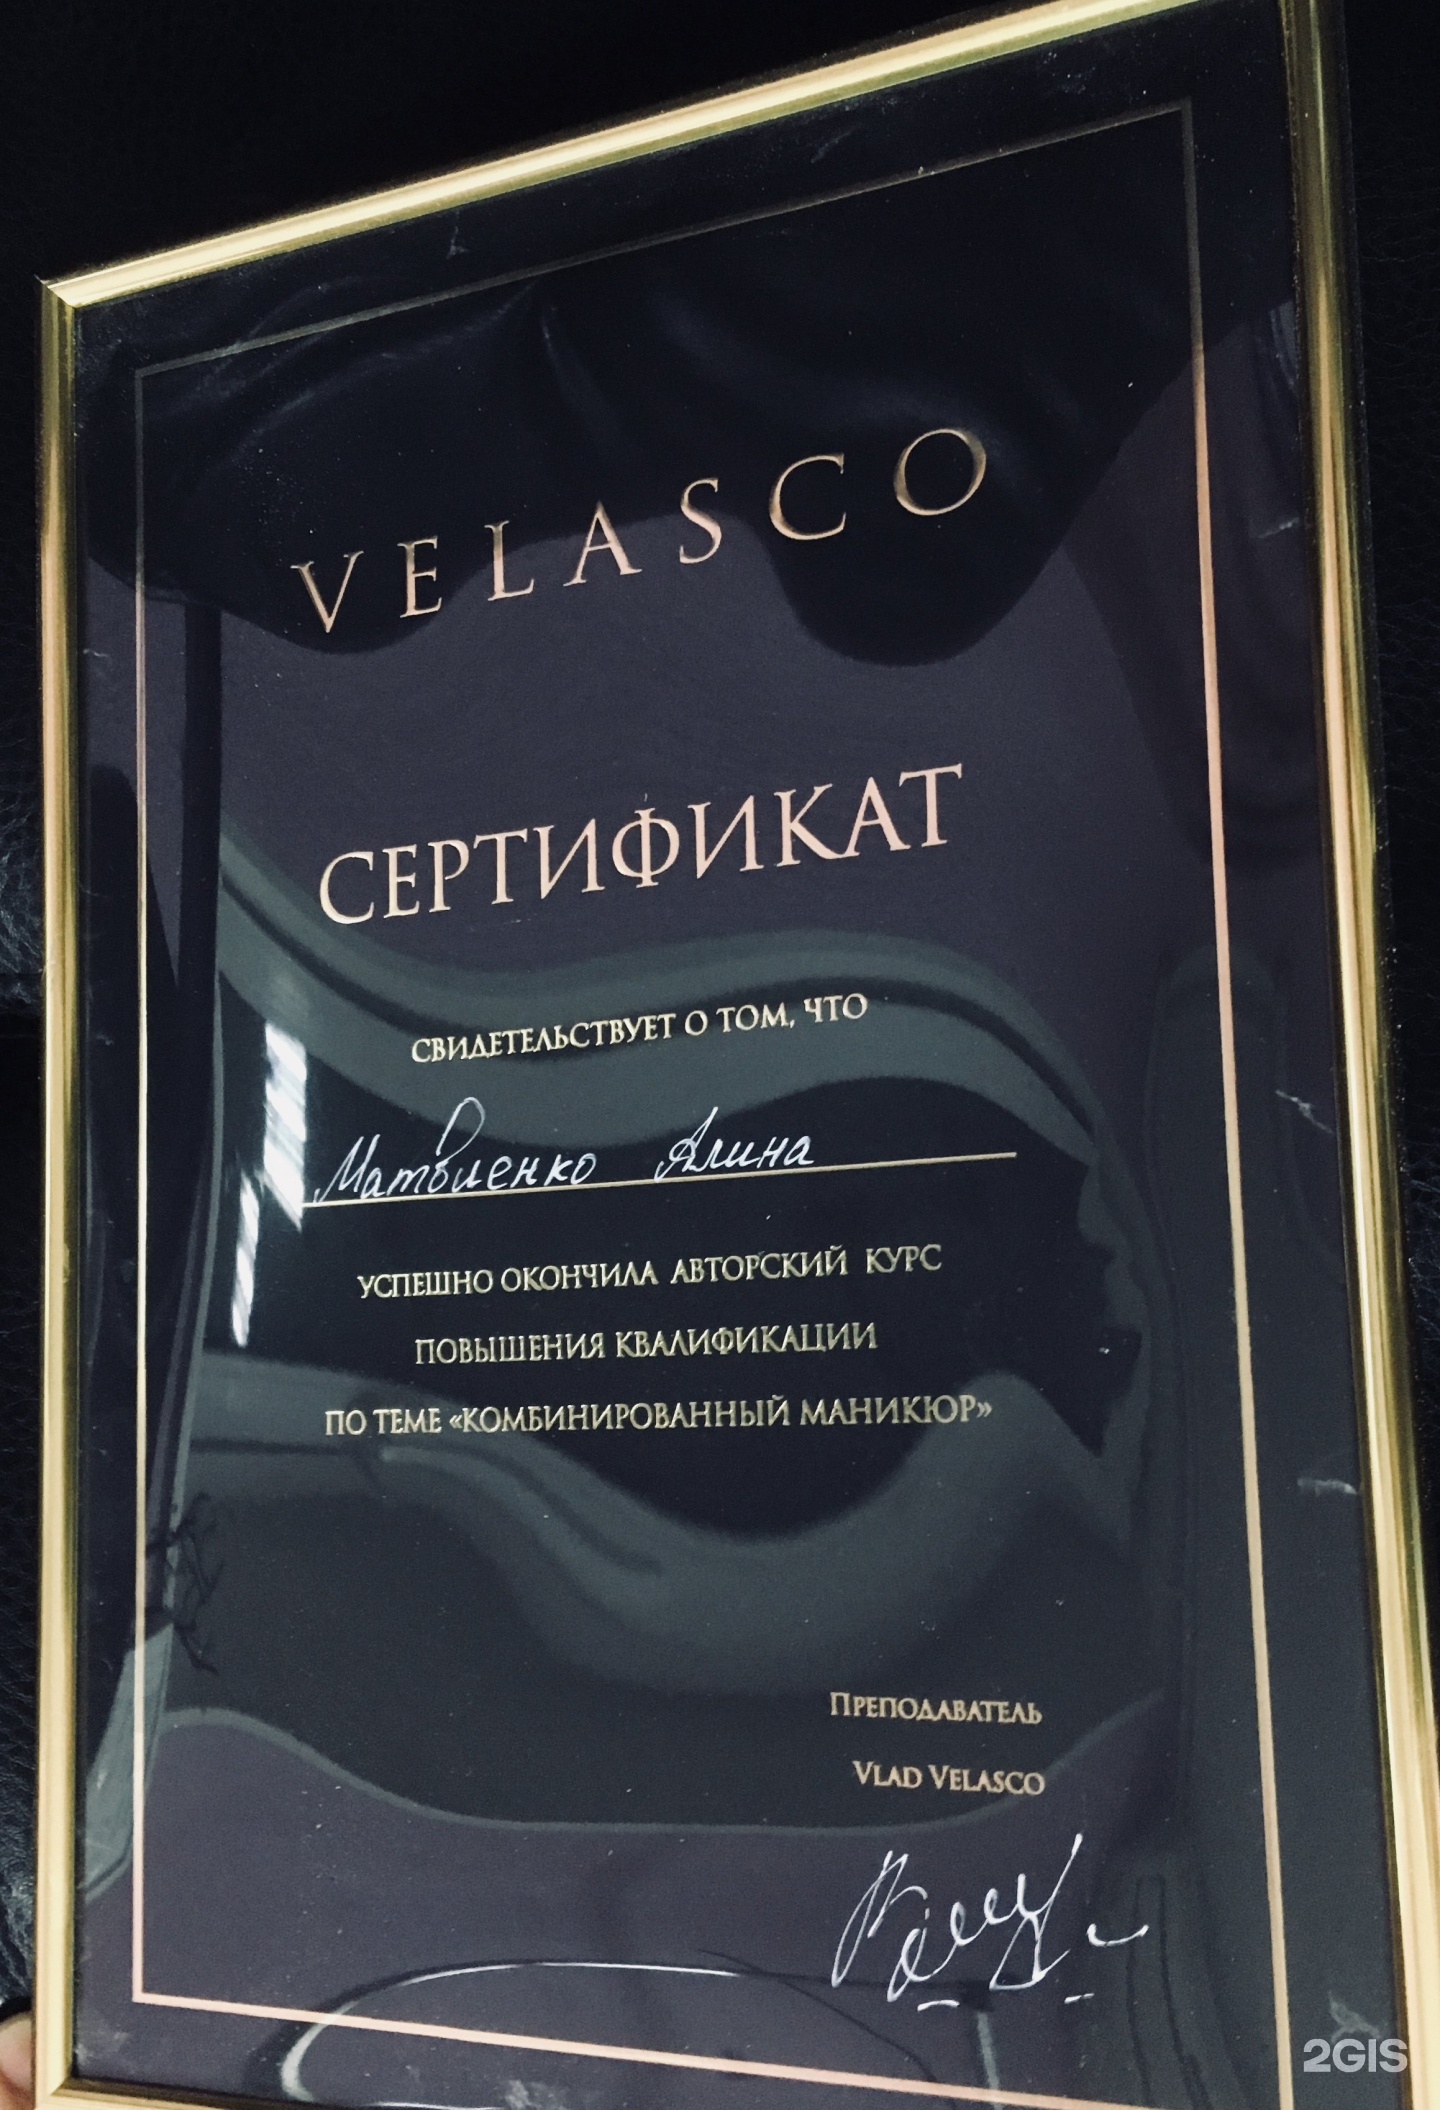 VELASCO
СЕРТИФИКАТ
СВИДЕТЕЛЬСТВУЕТ О ТОМ, ЧТО
Матвиенко Алина
УСПЕШНО ОКОНЧИЛА АВТОРСКИЙ КУРС
ПОВЫШЕНИЯ КВАЛИФИКАЦИИ
ПО ТЕМЕ «КОМБИНИРОВАННЫЙ МАНИКЮР»
ПРЕПОДАВАТЕЛЬ
VLAD VELASCO
2GIS